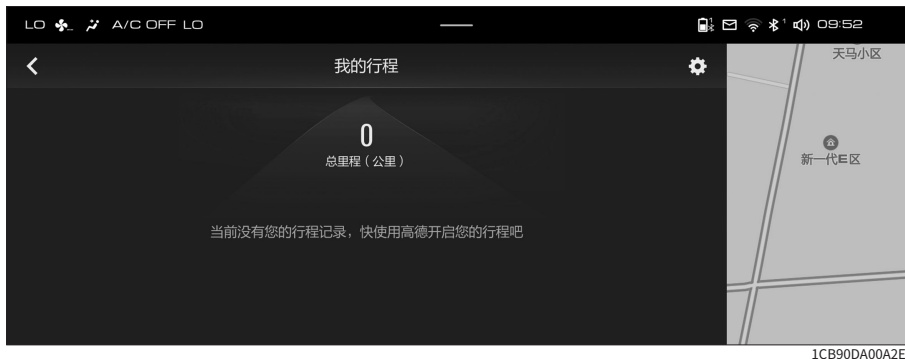 LO A/C OFF LO 1 1 09:52
我的行程
天马小区
0
总里程（公里）
新一代E区
当前没有您的行程记录，快使用高德开启您的行程吧
1CB90DA00A2E